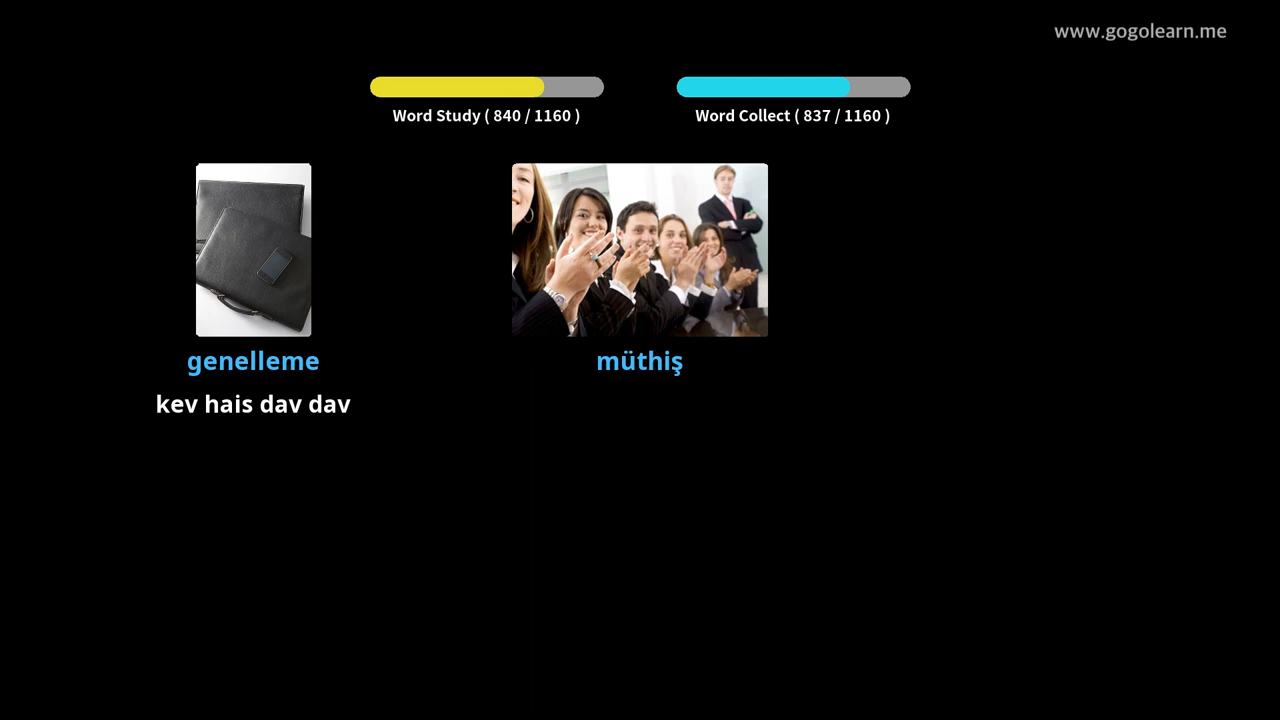 www.gogolearn.me
Word Study ( 840 / 1160 )
Word Collect ( 837 / 1160 )
genelleme
müthiş
kev hais dav dav